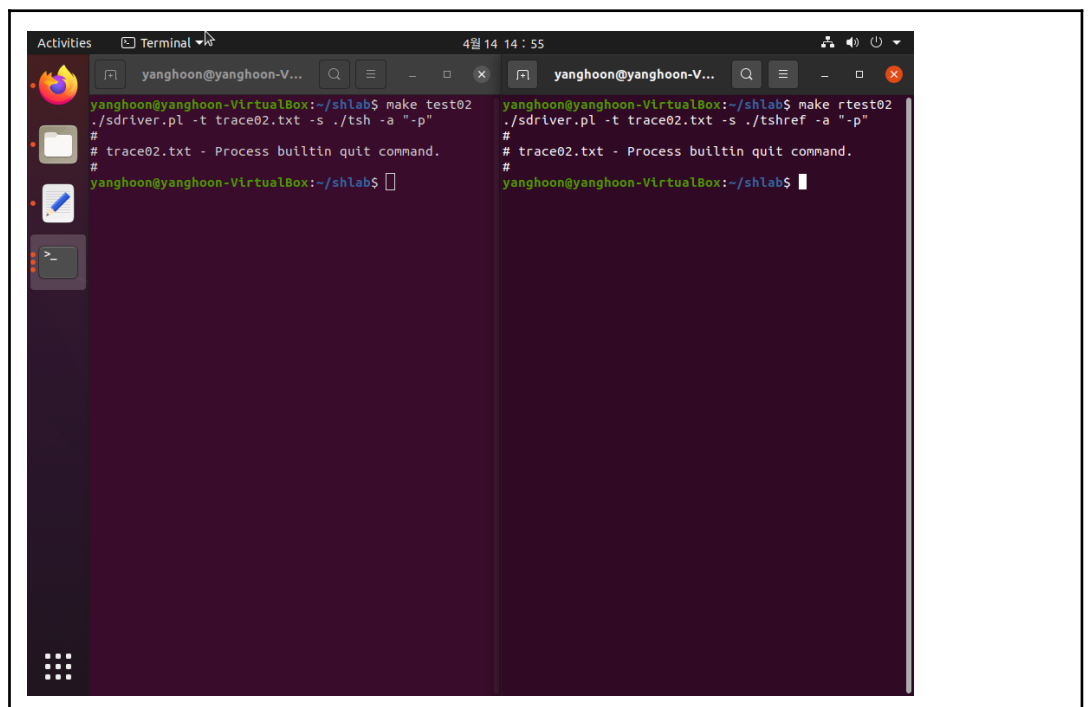 Activities
Terminal
4월 14 14 : 55
yanghoon@yanghoon-V...
yanghoon@yanghoon-VirtualBox:~/shlab$ make test02
./sdriver.pl -t trace02.txt -s ./tsh -a "-p"
#
# trace02.txt - Process builtin quit command.
#
yanghoon@yanghoon-VirtualBox:~/shlab$
yanghoon@yanghoon-V...
yanghoon@yanghoon-VirtualBox:~/shlab$ make rtest02
./sdriver.pl -t trace02.txt -s ./tshref -a "-p"
#
# trace02.txt - Process builtin quit command.
#
yanghoon@yanghoon-VirtualBox:~/shlab$